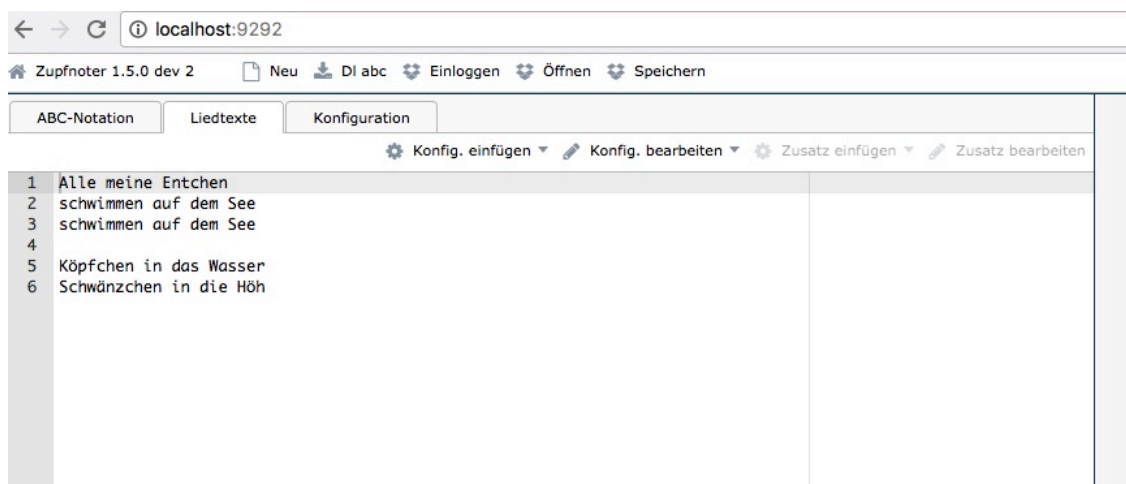 localhost:9292
Zupfnoter 1.5.0 dev 2 Neu Dl abc Einloggen Öffnen Speichern
ABC-Notation Liedtexte Konfiguration
Konfig. einfügen Konfig. bearbeiten Zusatz einfügen Zusatz bearbeiten
1 Alle meine Entchen
2 schwimmen auf dem See
3 schwimmen auf dem See
4
5 Köpfchen in das Wasser
6 Schwänzchen in die Höh